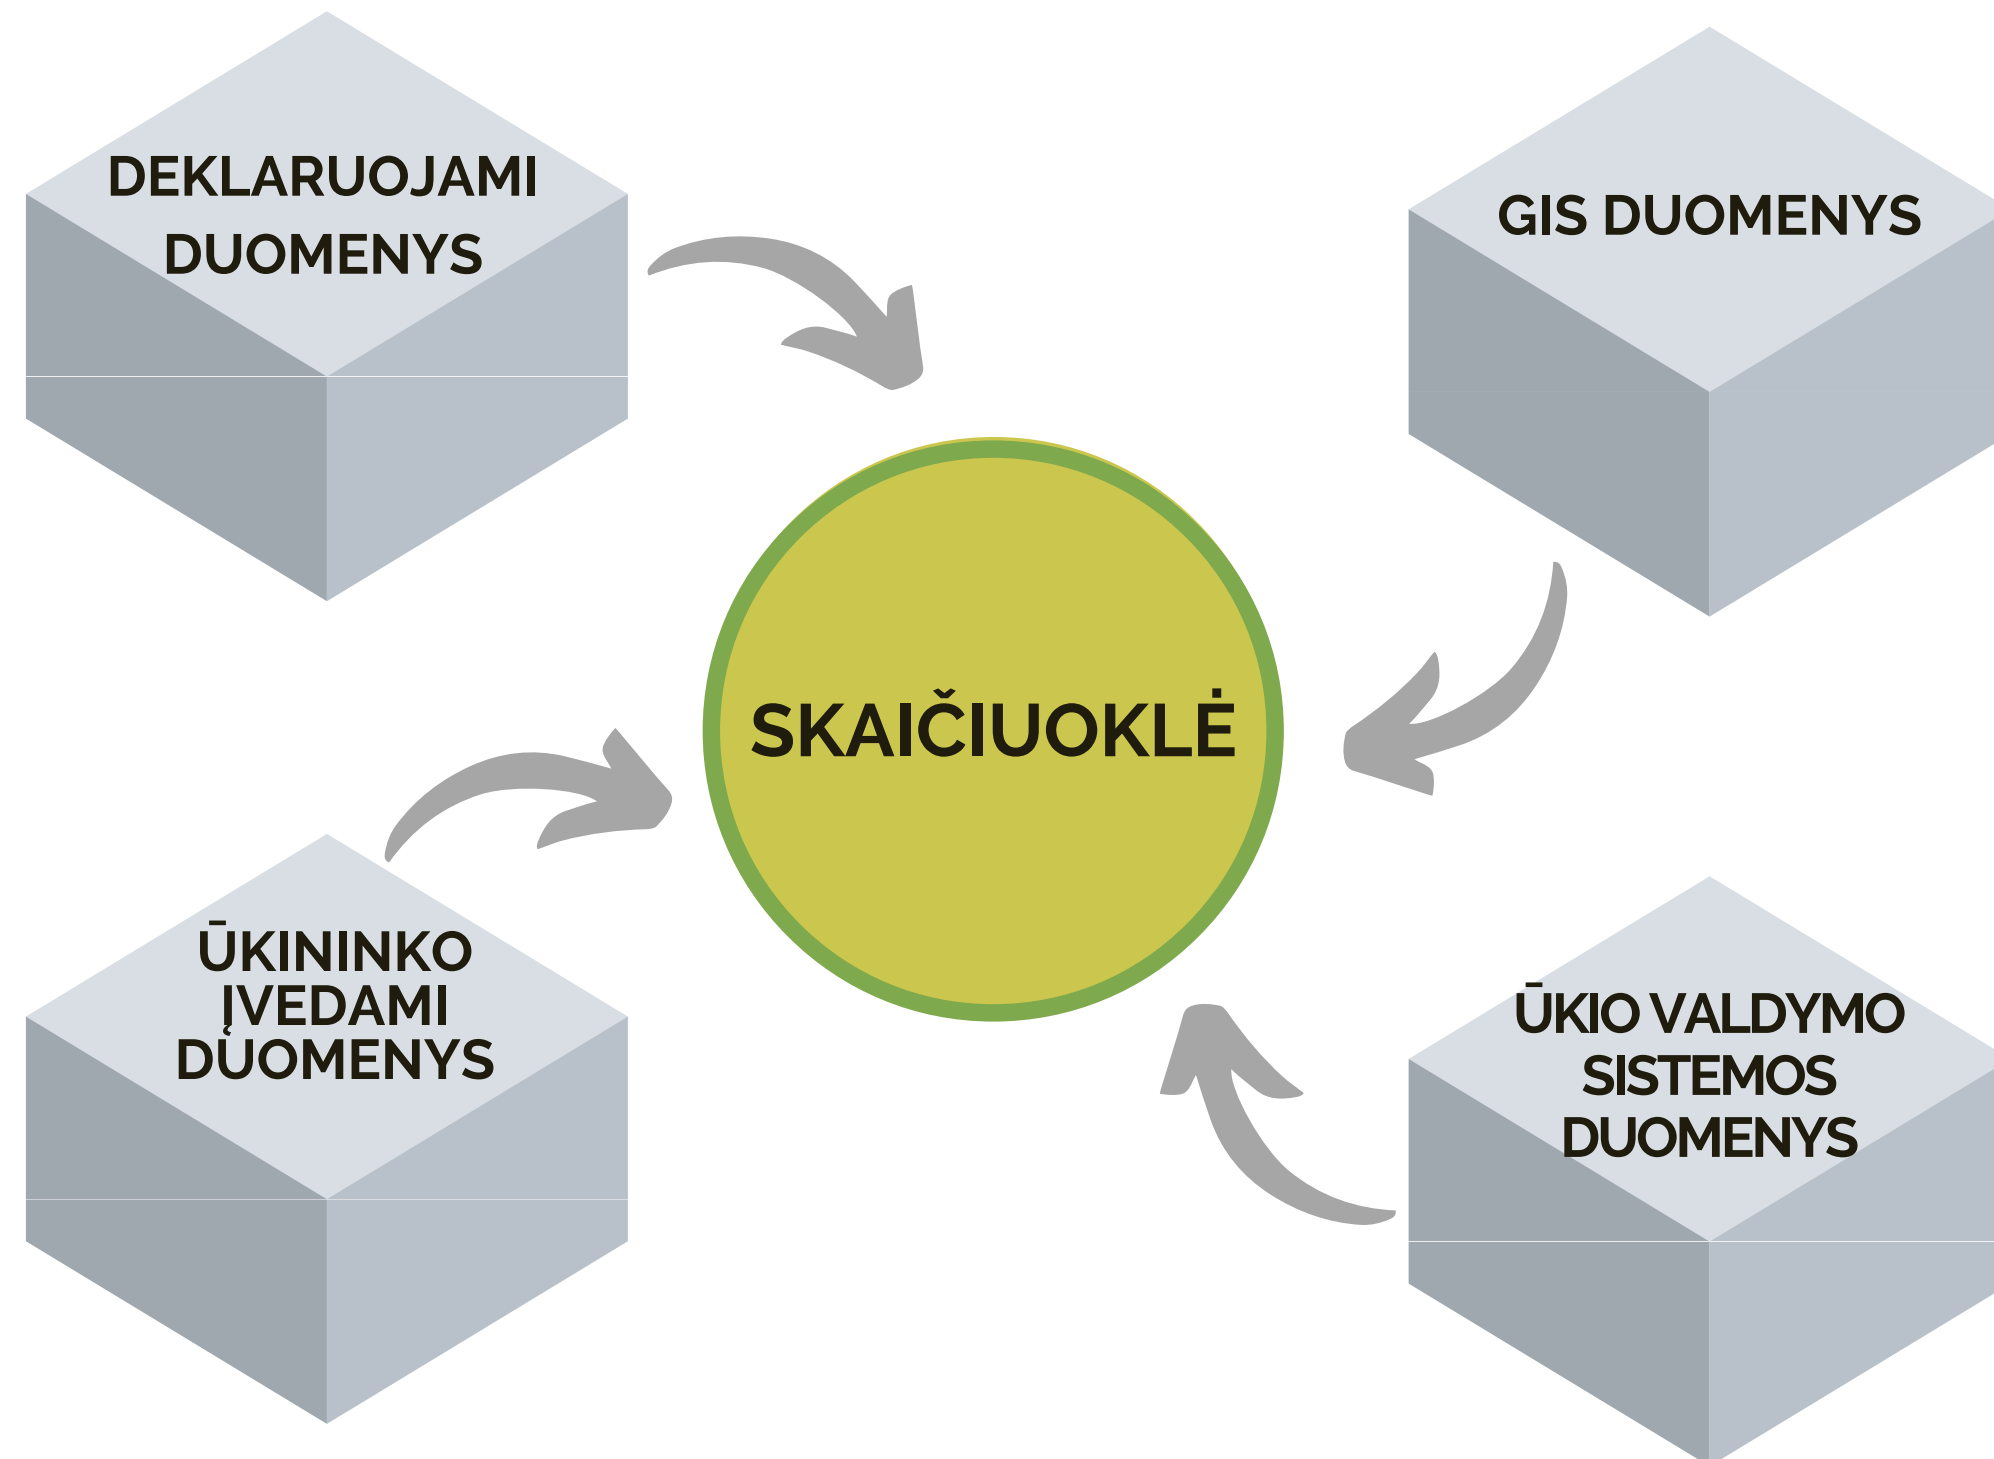 DEKLARUOJAMI
DUOMENYS
GIS DUOMENYS
SKAIČIUOKLĖ
ŪKININKO
ĮVEDAMI
DUOMENYS
ŪKIO VALDYMO
SISTEMOS
DUOMENYS